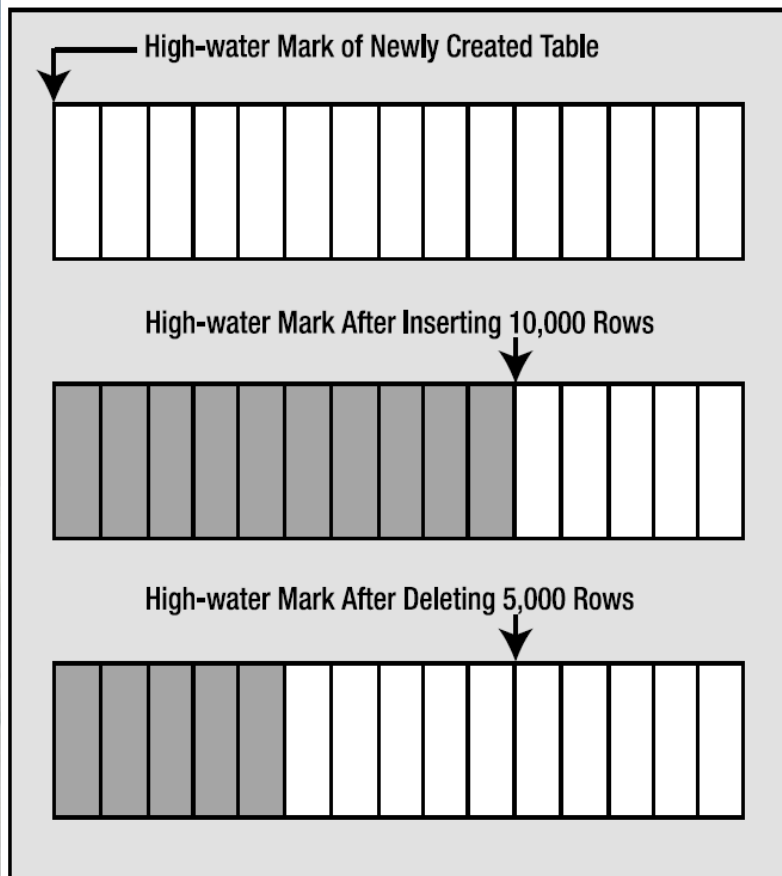 High-water Mark of Newly Created Table
High-water Mark After Inserting 10,000 Rows
High-water Mark After Deleting 5,000 Rows